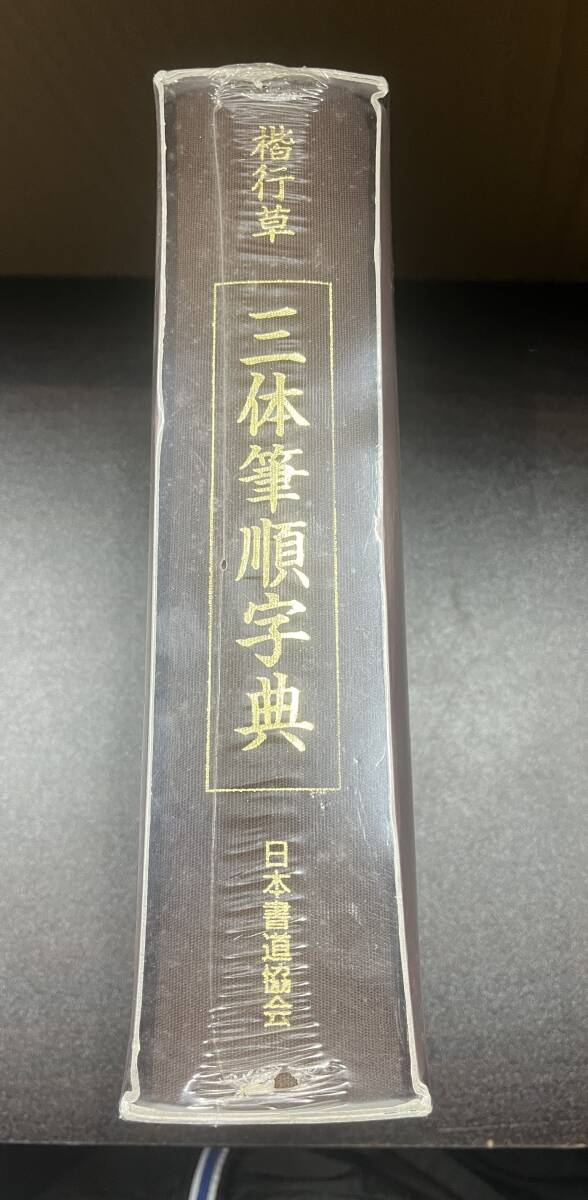 楷行草
三体筆順字典
日本書道協会